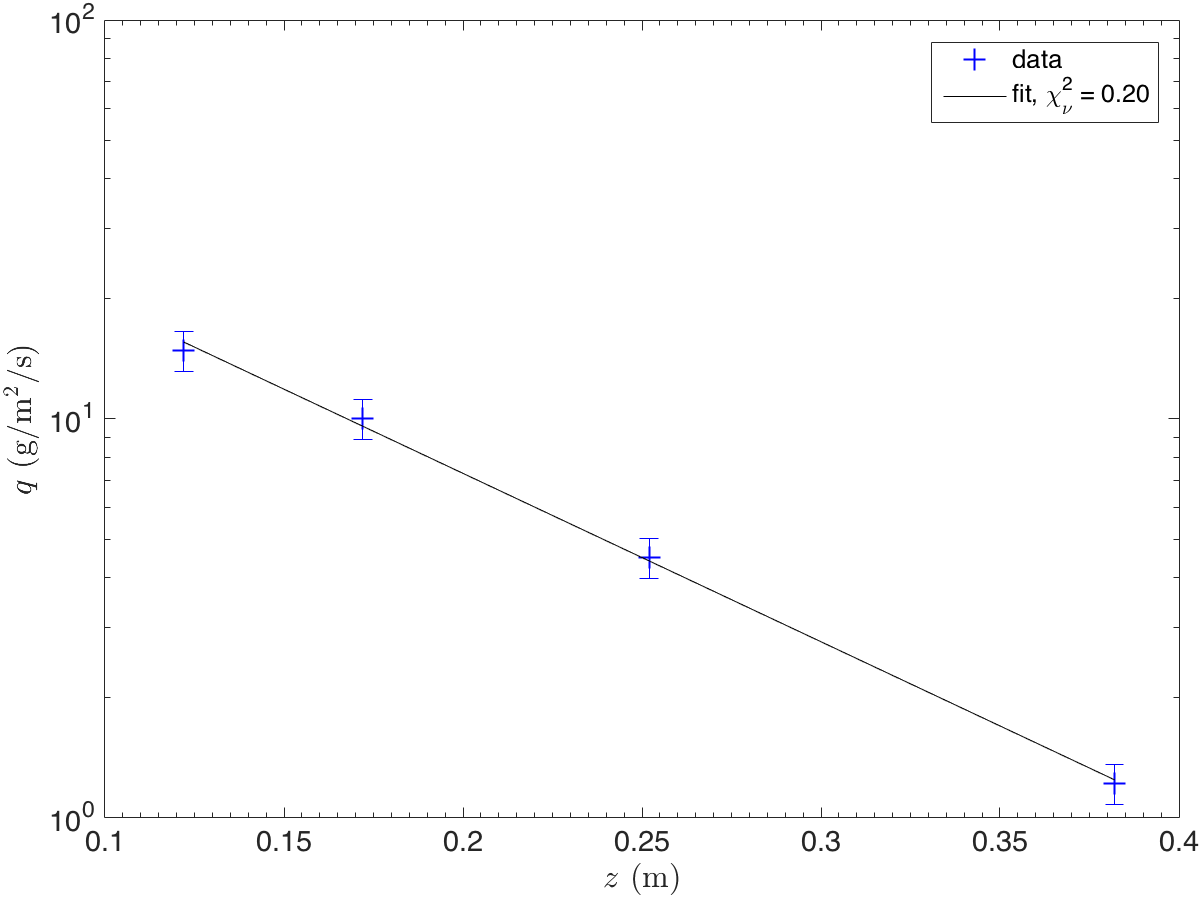 10²
data
fit, χ²ᵥ = 0.20
q (g/m²/s)
10¹
10⁰
0.1 0.15 0.2 0.25 0.3 0.35 0.4
z (m)